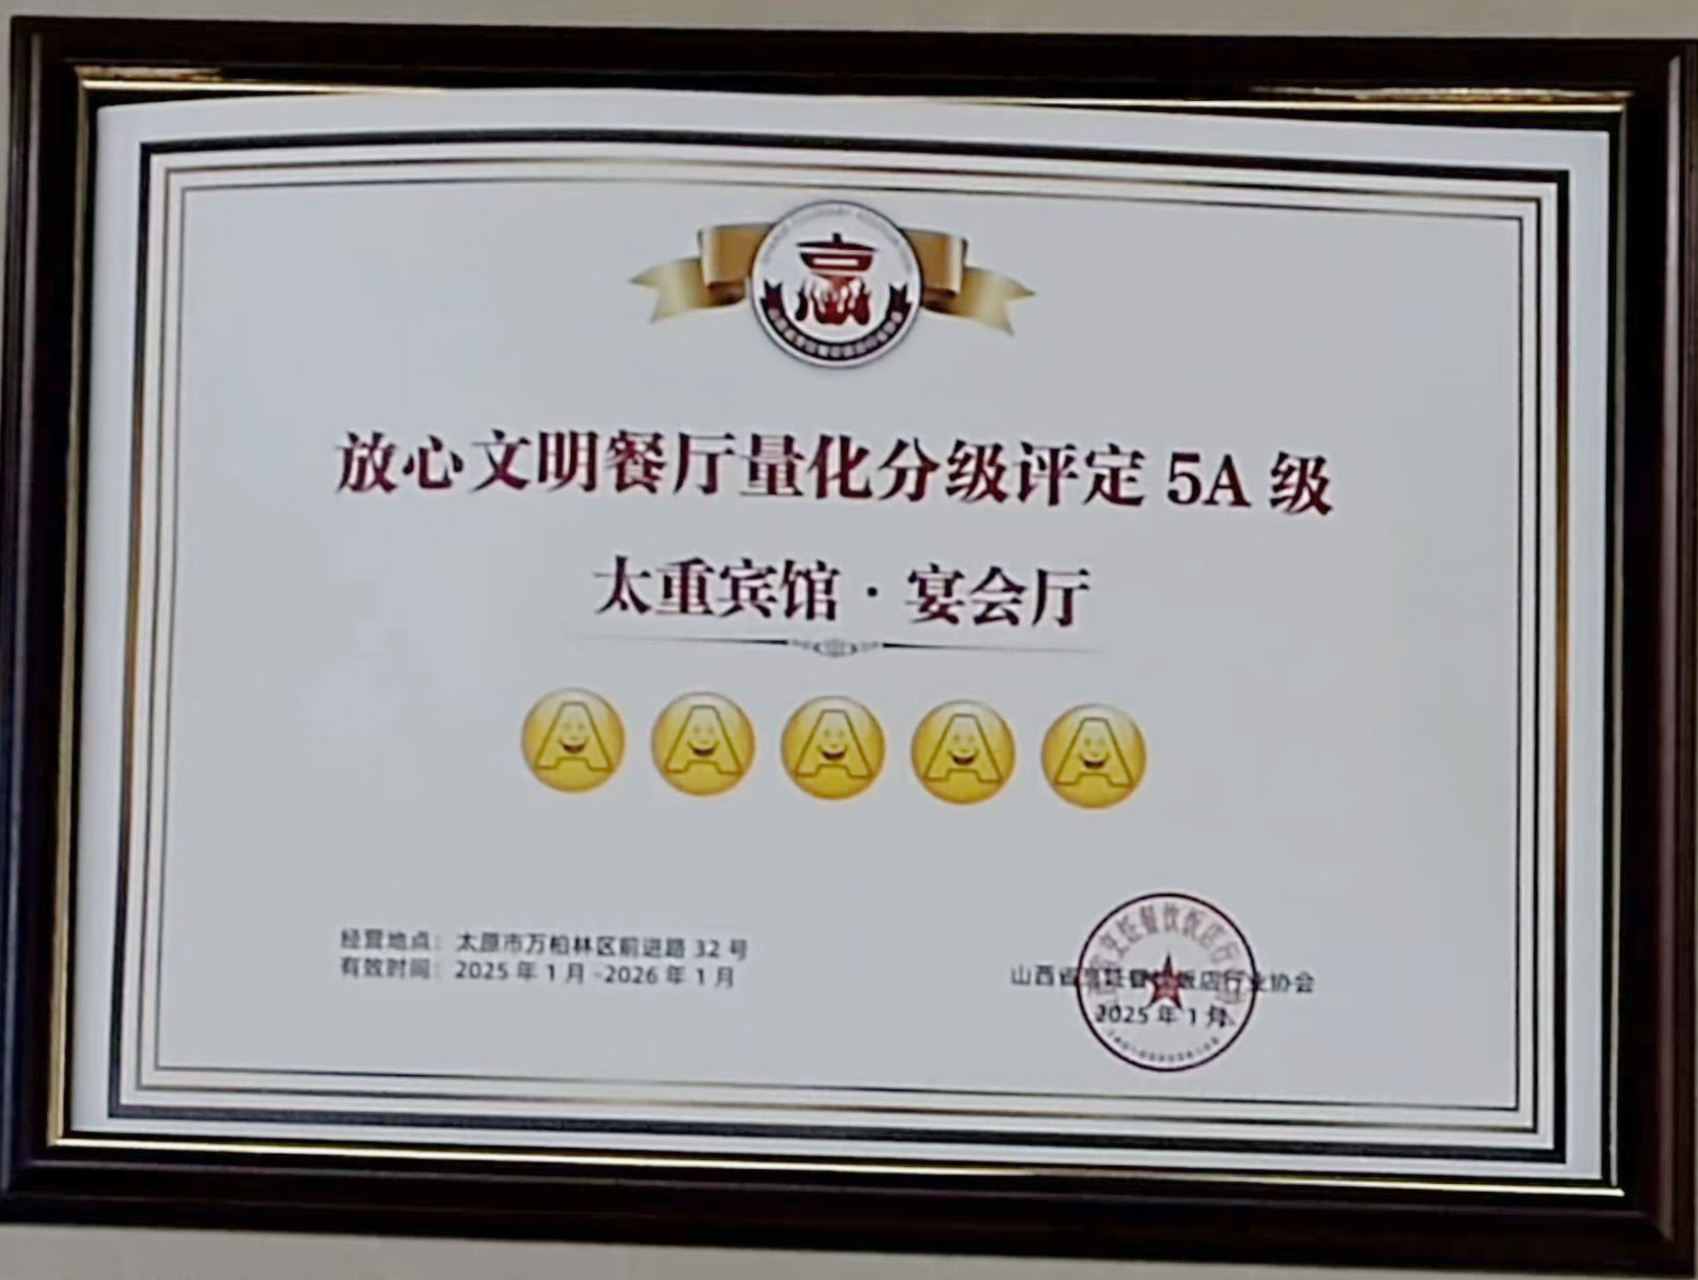 放心文明餐厅量化分级评定 5A 级
太重宾馆·宴会厅
A A A A A
经营地点：太原市万柏林区前进路 32 号
有效时间：2025 年 1 月 -2026 年 1 月
山西省烹饪餐饮饭店行业协会
2025 年 1 月